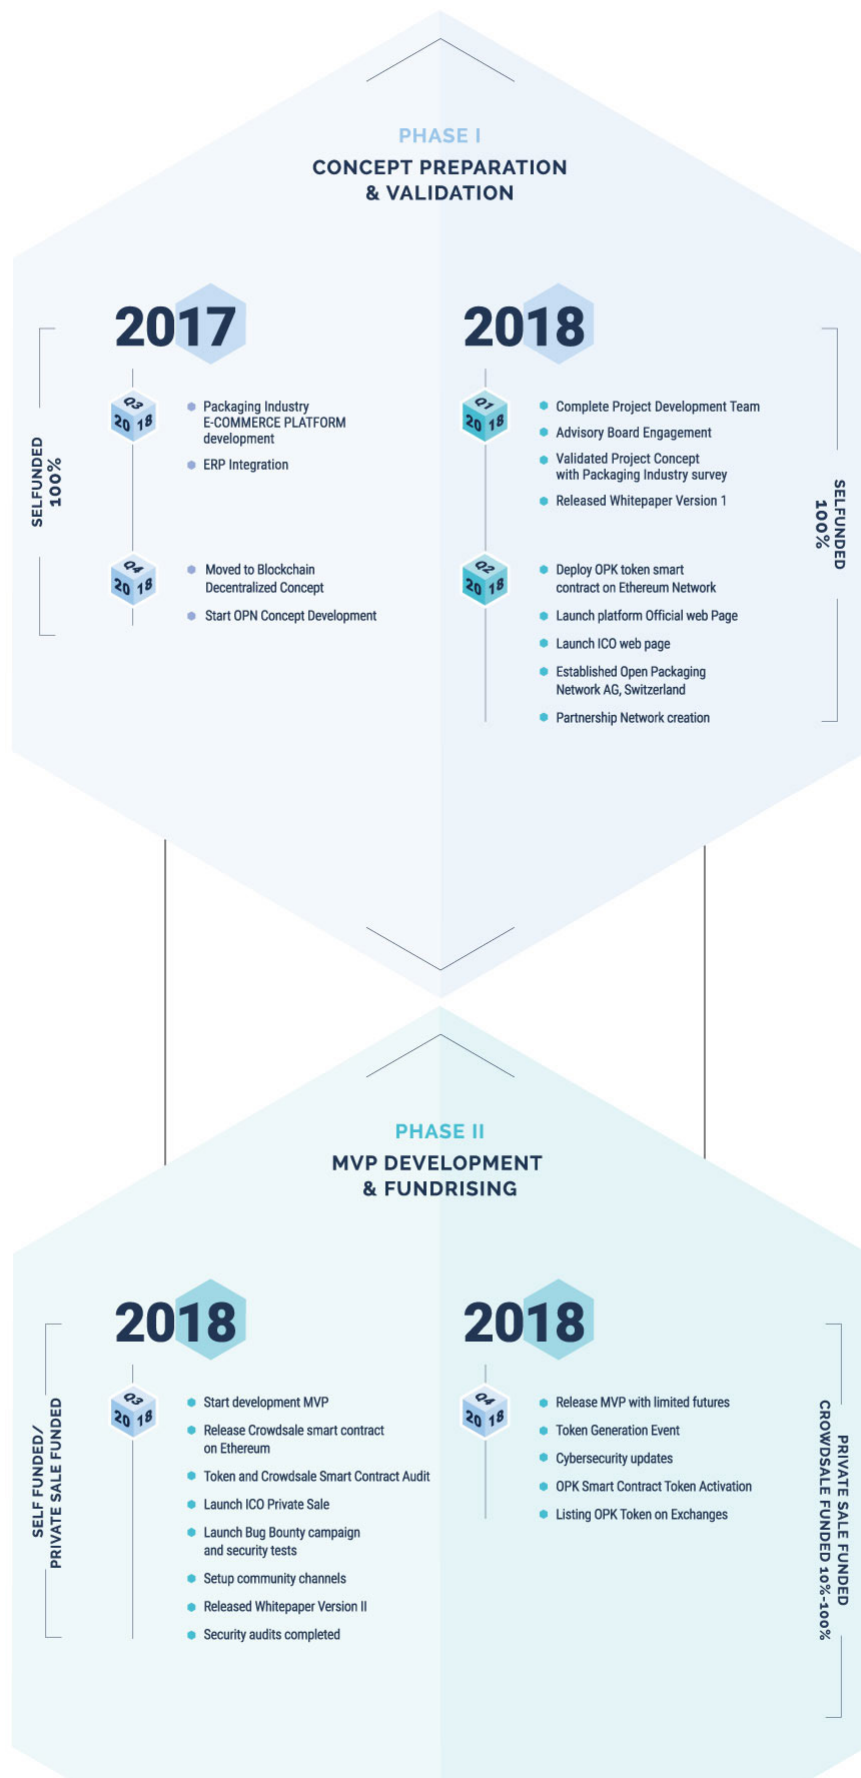 PHASE I
CONCEPT PREPARATION
& VALIDATION
2017
SELFUNDED
100%
Q3
20 18
Packaging Industry
E-COMMERCE PLATFORM
development
ERP Integration
Q4
20 18
Moved to Blockchain
Decentralized Concept
Start OPN Concept Development
2018
Q1
20 18
Complete Project Development Team
Advisory Board Engagement
Validated Project Concept
with Packaging Industry survey
Released Whitepaper Version 1
Q2
20 18
Deploy OPK token smart
contract on Ethereum Network
Launch platform Official web Page
Launch ICO web page
Established Open Packaging
Network AG, Switzerland
Partnership Network creation
SELFUNDED
100%
PHASE II
MVP DEVELOPMENT
& FUNDRISING
2018
SELF FUNDED/
PRIVATE SALE FUNDED
Q3
20 18
Start development MVP
Release Crowdsale smart contract
on Ethereum
Token and Crowdsale Smart Contract Audit
Launch ICO Private Sale
Launch Bug Bounty campaign
and security tests
Setup community channels
Released Whitepaper Version II
Security audits completed
2018
Q4
20 18
Release MVP with limited futures
Token Generation Event
Cybersecurity updates
OPK Smart Contract Token Activation
Listing OPK Token on Exchanges
PRIVATE SALE FUNDED
CROWDSALE FUNDED 10%-100%